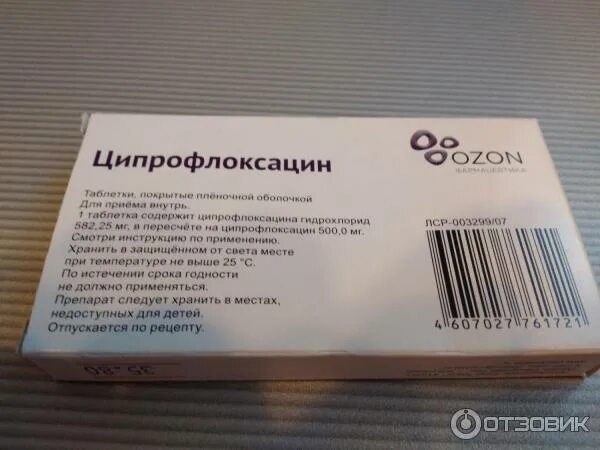 Ципрофлоксацин
OZON
ФАРМАЦЕВТИКА
Таблетки, покрытые плёночной оболочкой
Для приёма внутрь.
1 таблетка содержит ципрофлоксацина гидрохлорид
582,25 мг, в пересчёте на ципрофлоксацин 500,0 мг.
Смотри инструкцию по применению.
Хранить в защищённом от света месте
при температуре не выше 25 °С.
По истечении срока годности
не должно применяться.
Препарат следует хранить в местах,
недоступных для детей.
Отпускается по рецепту.
ЛСР-003299/07
4 607027 761721
ОТЗОВИК